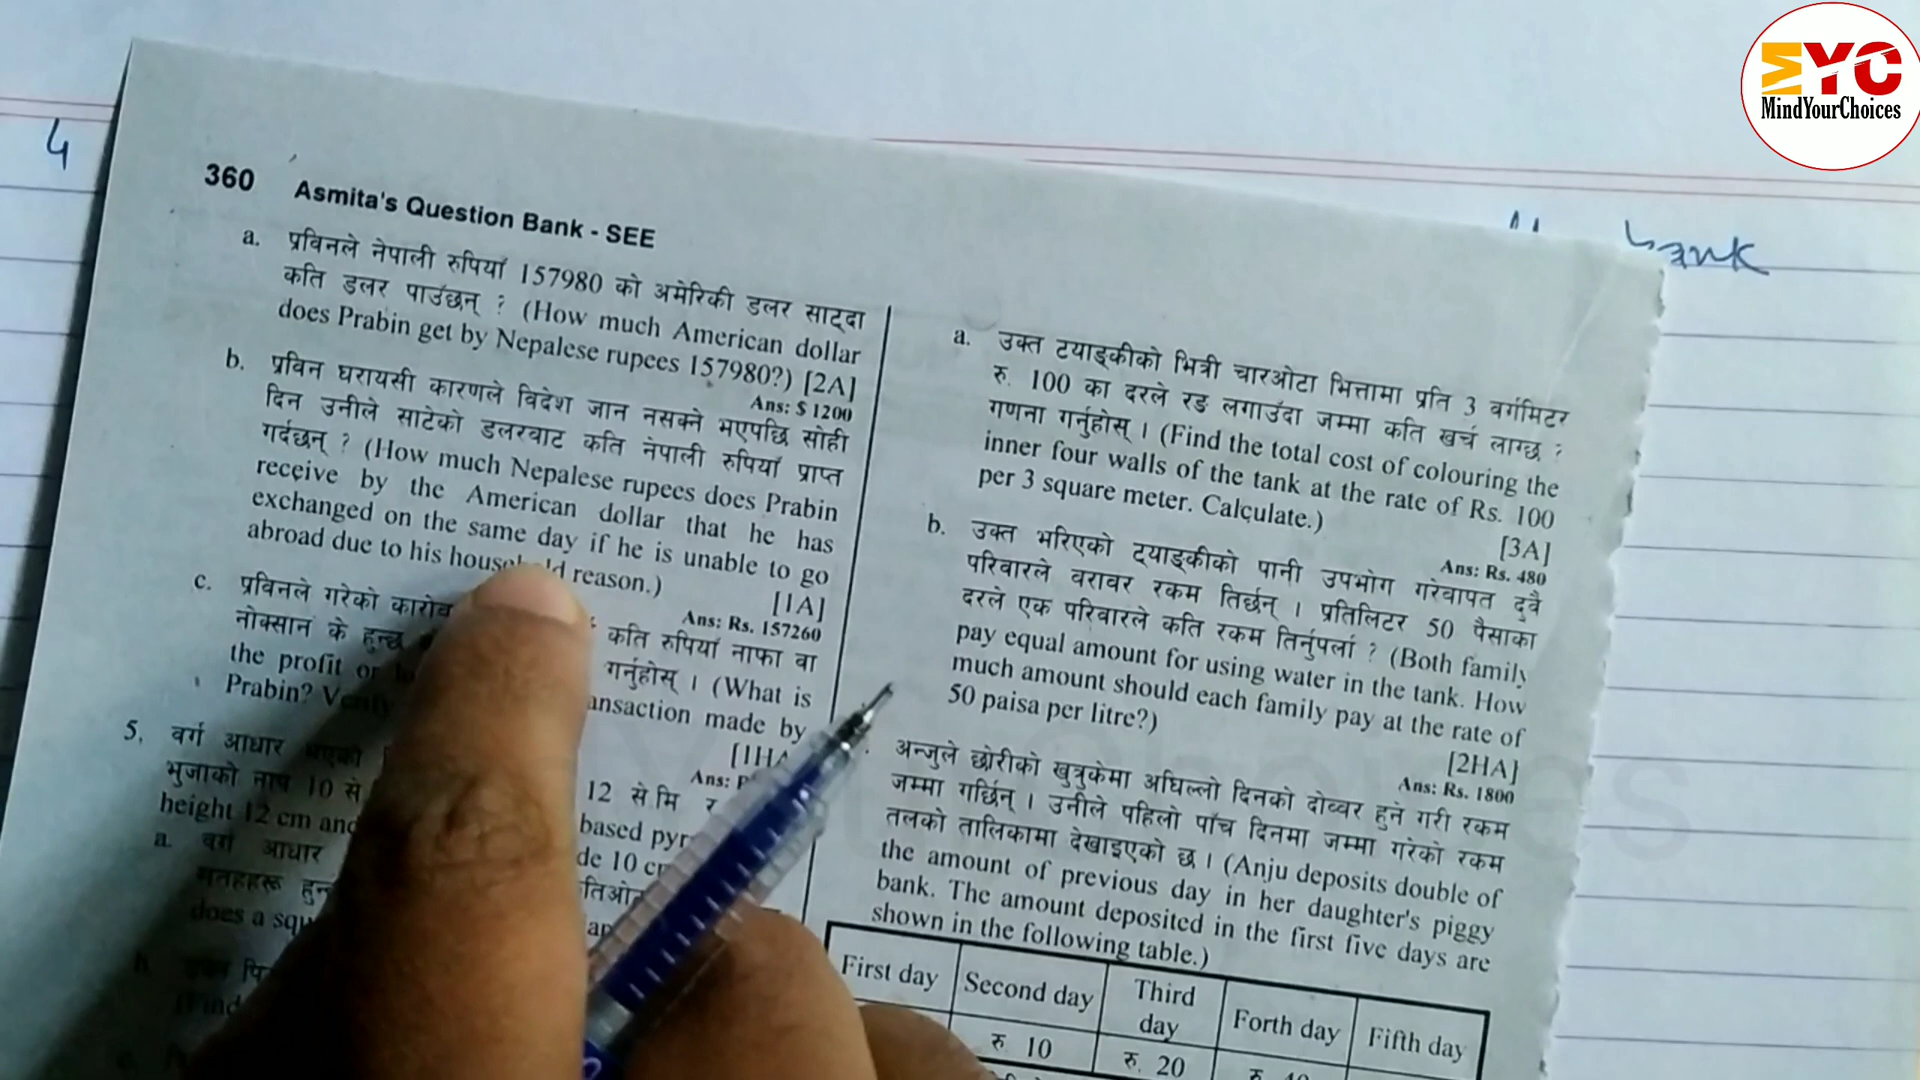 MYC
MindYourChoices
4
bank
360 Asmita's Question Bank - SEE
a. प्रविनले नेपाली रुपियाँ 157980 को अमेरिकी डलर साट्दा
कति डलर पाउँछन् ? (How much American dollar
does Prabin get by Nepalese rupees 157980?) [2A]
Ans: $ 1200
b. प्रविन घरायसी कारणले विदेश जान नसक्ने भएपछि सोही
दिन उनीले साटेको डलरबाट कति नेपाली रुपियाँ प्राप्त
गर्दछन् ? (How much Nepalese rupees does Prabin
receive by the American dollar that he has
exchanged on the same day if he is unable to go
abroad due to his household reason.)
[1A]
Ans: Rs. 157260
c. प्रविनले गरेको कति रुपियाँ नाफा वा
नोक्सान के हुन्छ गर्नुहोस् । (What is
the profit or made by
Prabin?
[1HA
Ans:
5. वर्ग आधार 12 से.मि र
भुजाको नाप 10 से based
height 12 cm and de 10
a. वर्ग आधार
सतहहरू
does a
a. उक्त टयाङ्कीको भित्री चारओटा भित्तामा प्रति 3 वर्गमिटर
रु. 100 का दरले रङ लगाउँदा जम्मा कति खर्च लाग्छ ?
गणना गर्नुहोस् । (Find the total cost of colouring the
inner four walls of the tank at the rate of Rs. 100
per 3 square meter. Calculate.)
[3A]
Ans: Rs. 480
b. उक्त भरिएको ट्याङ्कीको पानी उपभोग गरेवापत दुवै
परिवारले वरावर रकम तिर्छन् । प्रतिलिटर 50 पैसाका
दरले एक परिवारले कति रकम तिर्नुपर्ला ? (Both family
pay equal amount for using water in the tank. How
much amount should each family pay at the rate of
50 paisa per litre?)
[2HA]
Ans: Rs. 1800
अन्जुले छोरीको खुत्रुकेमा अघिल्लो दिनको दोब्बर हुने गरी रकम
जम्मा गर्छिन् । उनीले पहिलो पाँच दिनमा जम्मा गरेको रकम
तलको तालिकामा देखाइएको छ । (Anju deposits double of
the amount of previous day in her daughter's piggy
bank. The amount deposited in the first five days are
shown in the following table.)
First day Second day Third day Forth day Fifth day
रु 10 रु. 20 रु 40